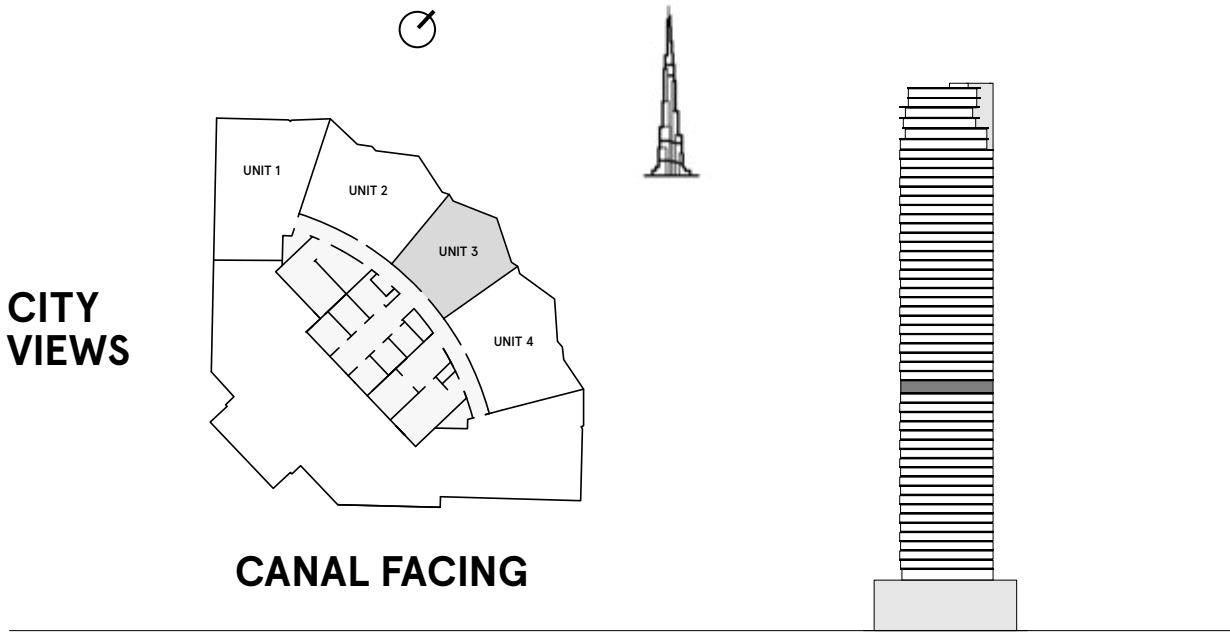 UNIT 1
UNIT 2
UNIT 3
UNIT 4
CITY
VIEWS
CANAL FACING